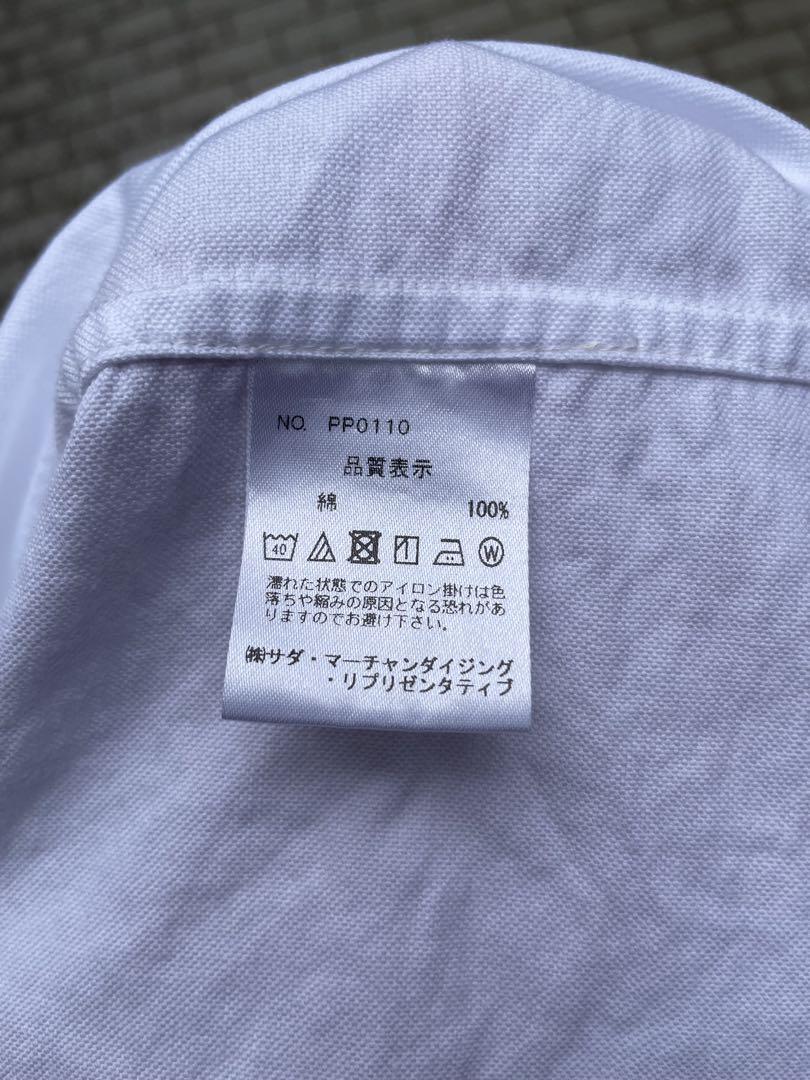 NO. PP0110
品質表示
綿 100%
40 W
濡れた状態でのアイロン掛けは色
落ちや縮みの原因となる恐れがあ
りますのでお避け下さい。
㈱サダ・マーチャンダイジング
・リプリゼンタティブ